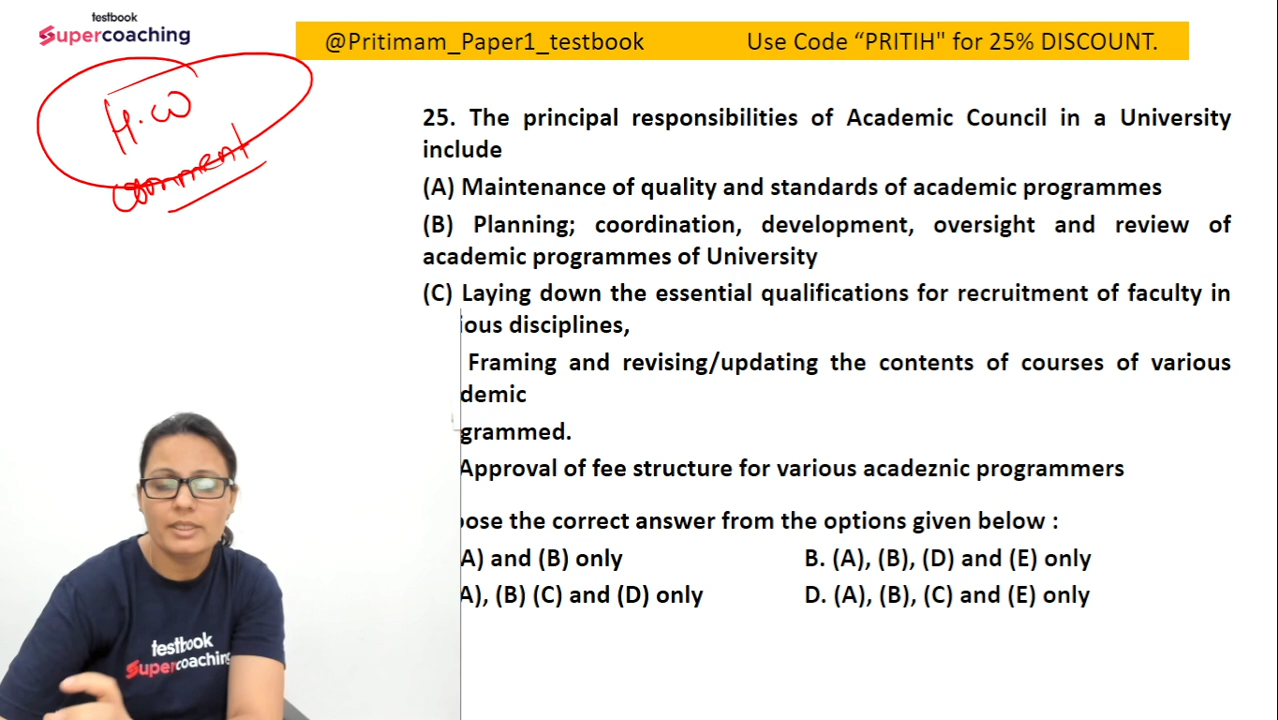 testbook
Supercoaching
@Pritimam_Paper1_testbook Use Code “PRITIH" for 25% DISCOUNT.
H.W
comment
25. The principal responsibilities of Academic Council in a University
include
(A) Maintenance of quality and standards of academic programmes
(B) Planning; coordination, development, oversight and review of
academic programmes of University
(C) Laying down the essential qualifications for recruitment of faculty in
ious disciplines,
Framing and revising/updating the contents of courses of various
demic
grammed.
Approval of fee structure for various acadeznic programmers
ose the correct answer from the options given below :
A) and (B) only B. (A), (B), (D) and (E) only
A), (B) (C) and (D) only D. (A), (B), (C) and (E) only
testbook
Supercoaching